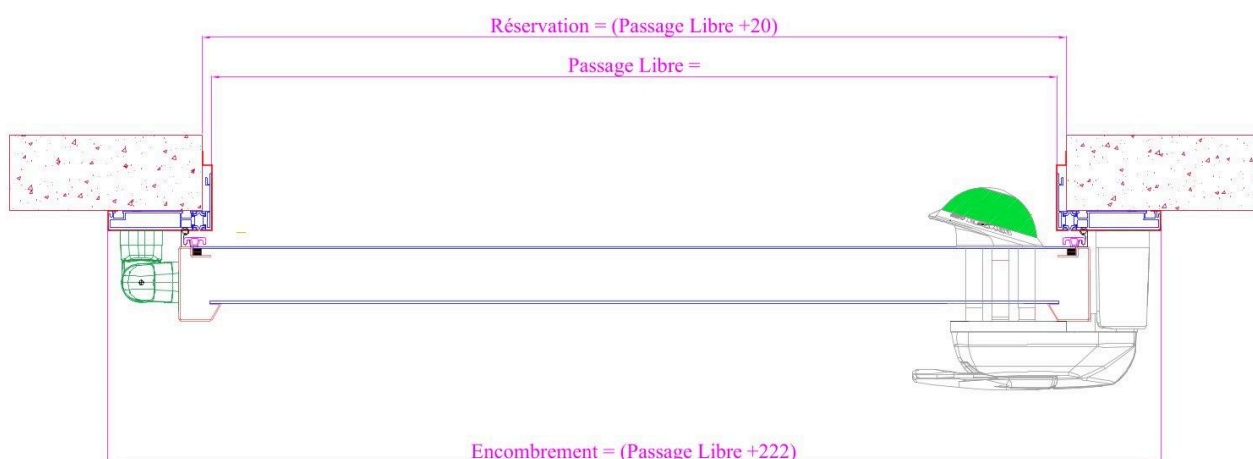 Réservation = (Passage Libre +20)
Passage Libre =
Encombrement = (Passage Libre +222)